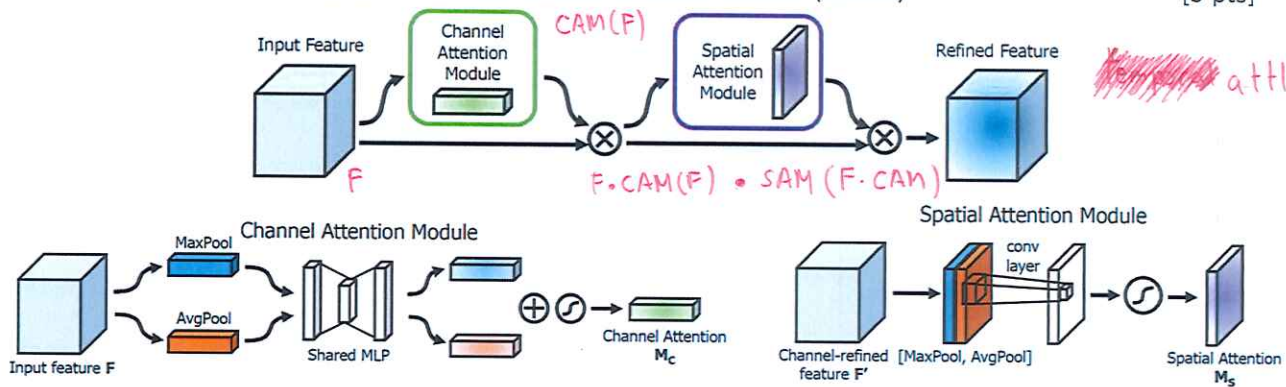 [3 pts]
CAM(F)
Input Feature
Channel
Attention
Module
Spatial
Attention
Module
Refined Feature
F
F.CAM(F) • SAM (F.CAM)
Channel Attention Module
Spatial Attention Module
MaxPool
AvgPool
Shared MLP
Input feature F
Channel Attention
Mc
conv
layer
Channel-refined
feature F'
[MaxPool, AvgPool]
Spatial Attention
Ms